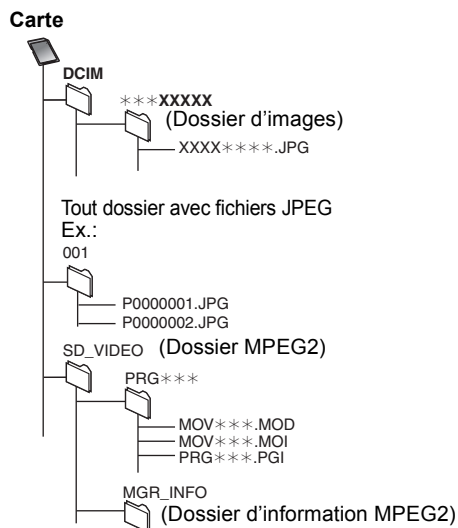 Carte
DCIM
∗∗∗XXXXX
(Dossier d'images)
XXXX∗∗∗∗.JPG
Tout dossier avec fichiers JPEG
Ex.:
001
P0000001.JPG
P0000002.JPG
SD_VIDEO (Dossier MPEG2)
PRG∗∗∗
MOV∗∗∗.MOD
MOV∗∗∗.MOI
PRG∗∗∗.PGI
MGR_INFO
(Dossier d'information MPEG2)